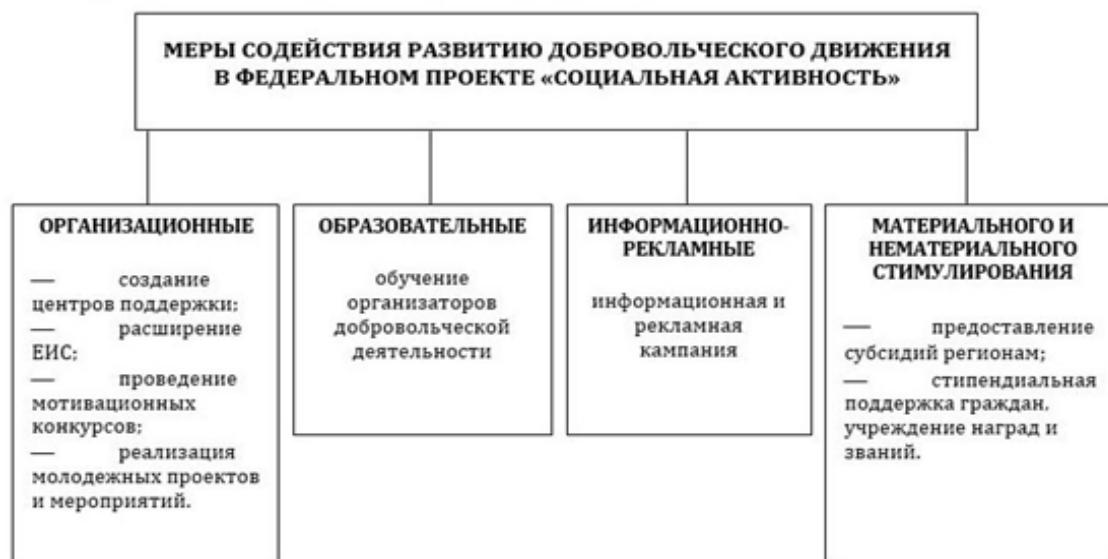 МЕРЫ СОДЕЙСТВИЯ РАЗВИТИЮ ДОБРОВОЛЬЧЕСКОГО ДВИЖЕНИЯ
В ФЕДЕРАЛЬНОМ ПРОЕКТЕ «СОЦИАЛЬНАЯ АКТИВНОСТЬ»
ОРГАНИЗАЦИОННЫЕ
— создание
центров поддержки;
— расширение
ЕИС;
— проведение
мотивационных
конкурсов;
— реализация
молодежных проектов
и мероприятий.
ОБРАЗОВАТЕЛЬНЫЕ
обучение
организаторов
добровольческой
деятельности
ИНФОРМАЦИОННО-
РЕКЛАМНЫЕ
информационная и
рекламная
кампания
МАТЕРИАЛЬНОГО И
НЕМАТЕРИАЛЬНОГО
СТИМУЛИРОВАНИЯ
— предоставление
субсидий регионам;
— стипендиальная
поддержка граждан,
учреждение наград и
званий.